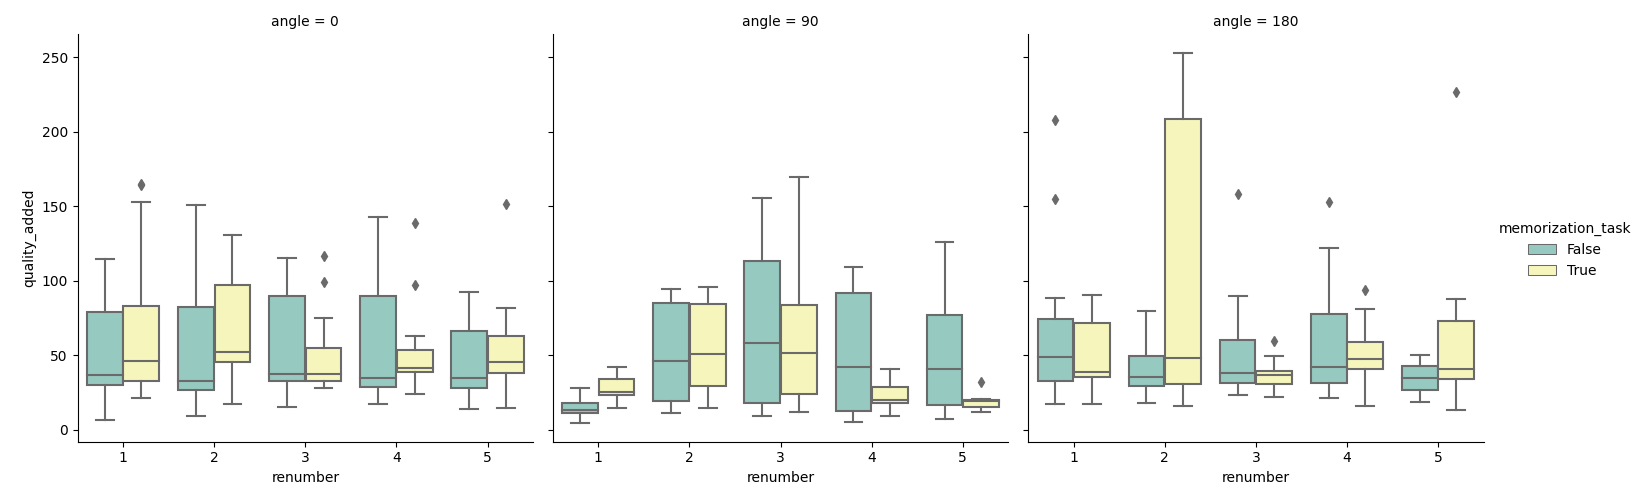 angle = 0
angle = 90
angle = 180
quality_added
250
200
150
100
50
0
1 2 3 4 5
1 2 3 4 5
1 2 3 4 5
renumber
renumber
renumber
memorization_task
False
True